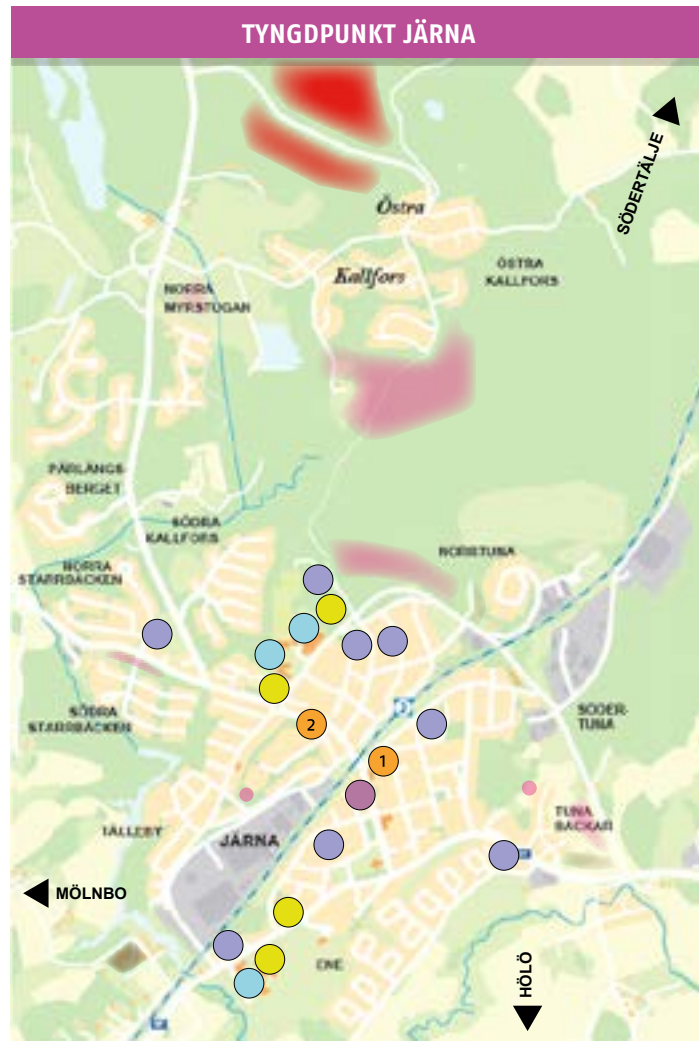 TYNGDPUNKT JÄRNA
SÖDERTÄLJE
Östra
Kallfors
ÖSTRA
KALLFORS
NORRA
MYRSTUGAN
PÄRLÄNGS-
BERGET
SÖDRA
KALLFORS
NORRA
STARRBÄCKEN
NORRTUNA
SÖDRA
STARRBÄCKEN
SÖDER-
TUNA
2
1
TUNA
BACKAR
TÄLLEBY
JÄRNA
MÖLNBO
ENE
HÖLÖ